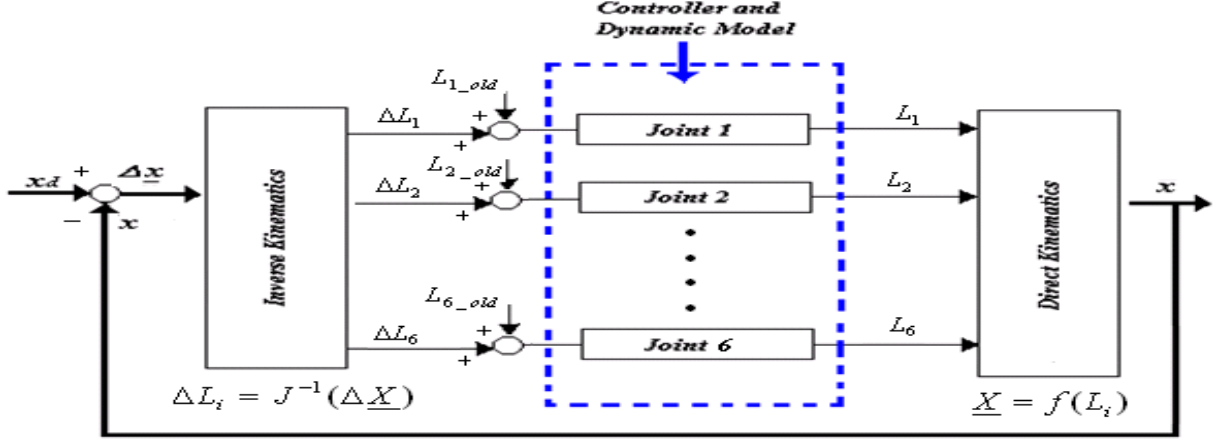 Controller and
Dynamic Model
L1_old
+
ΔL1
+
L1
Joint 1
L2_old
+
ΔL2
+
L2
Joint 2
xd
+
−
Δx
x
Inverse Kinematics
Direct Kinematics
x
L6_old
+
ΔL6
+
L6
Joint 6
ΔLi = J⁻¹(ΔX)
X = f(Li)